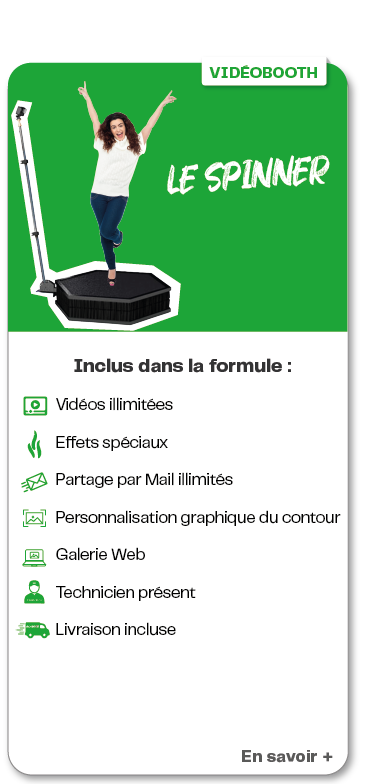 VIDÉOBOOTH
LE SPINNER
Inclus dans la formule :
Vidéos illimitées
Effets spéciaux
Partage par Mail illimités
Personnalisation graphique du contour
Galerie Web
Technicien présent
Livraison incluse
En savoir +